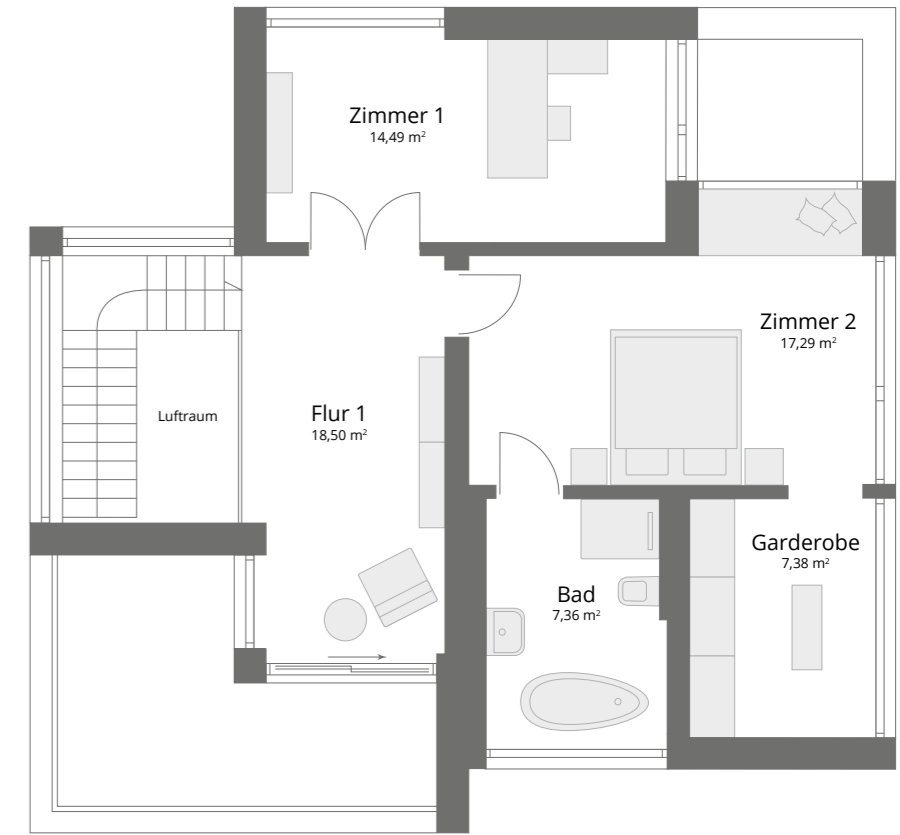 Zimmer 1
14,49 m²
Zimmer 2
17,29 m²
Luftraum
Flur 1
18,50 m²
Garderobe
7,38 m²
Bad
7,36 m²